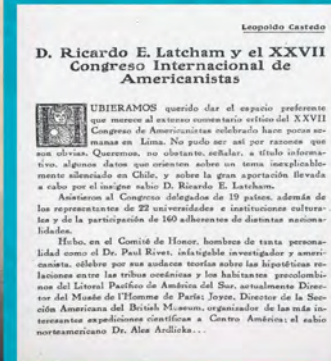 Leopoldo Castedo
D. Ricardo E. Latcham y el XXVII
Congreso Internacional de
Americanistas
HUBIERAMOS querido dar el espacio preferente
que merece al extenso comentario crítico del XXVII
Congreso de Americanistas celebrado hace pocas se-
manas en Lima. No pudo ser así por razones que
son obvias. Queremos, no obstante, señalar, a título informa-
tivo, algunos datos que orienten sobre un tema inexplicable-
mente silenciado en Chile, y sobre la gran aportación llevada
a cabo por el insigne sabio D. Ricardo E. Latcham.
Asistieron al Congreso delegados de 19 países, además de
los representantes de 22 universidades e instituciones cultura-
les y de la participación de 160 adherentes de distintas naciona-
lidades.
Hubo, en el Comité de Honor, hombres de tanta persona-
lidad como el Dr. Paul Rivet, infatigable investigador y ameri-
canista, célebre por sus audaces teorías sobre las hipotéticas re-
laciones entre las tribus oceánicas y los habitantes precolombi-
nos del Litoral Pacífico de América del Sur, actualmente Direc-
tor del Musée de l'Homme de París; Joyce, Director de la Sec-
ción Americana del British Museum, organizador de las más in-
teresantes expediciones científicas a Centro América; el sabio
norteamericano Dr. Alex Ardlicka...